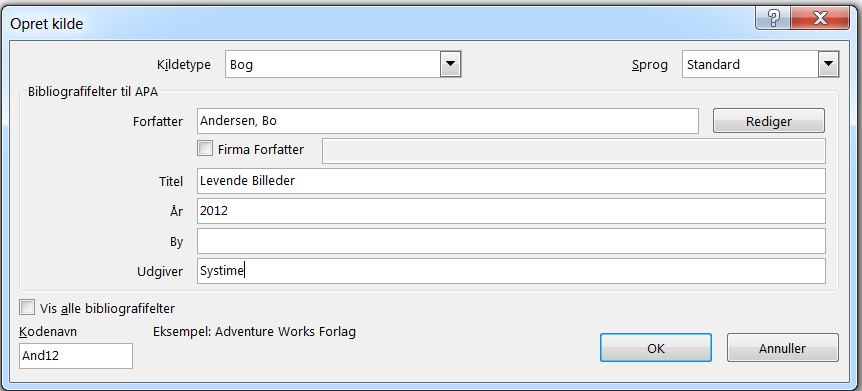 Opret kilde
Kildetype Bog Sprog Standard
Bibliografifelter til APA
Forfatter Andersen, Bo Rediger
Firma Forfatter
Titel Levende Billeder
År 2012
By
Udgiver Systime
Vis alle bibliografifelter
Kodenavn Eksempel: Adventure Works Forlag
And12 OK Annuller